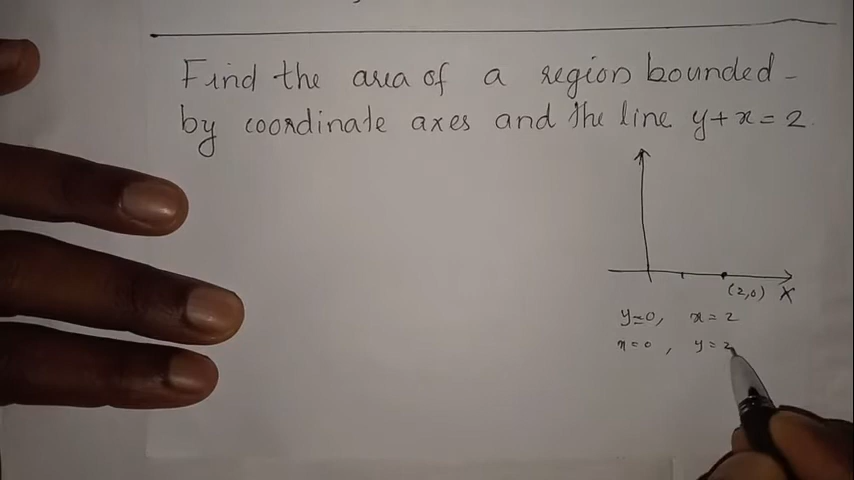 Find the area of a region bounded -
by coordinate axes and the line y+x=2
(2,0) X
y=0, x=2
x=0, y=2